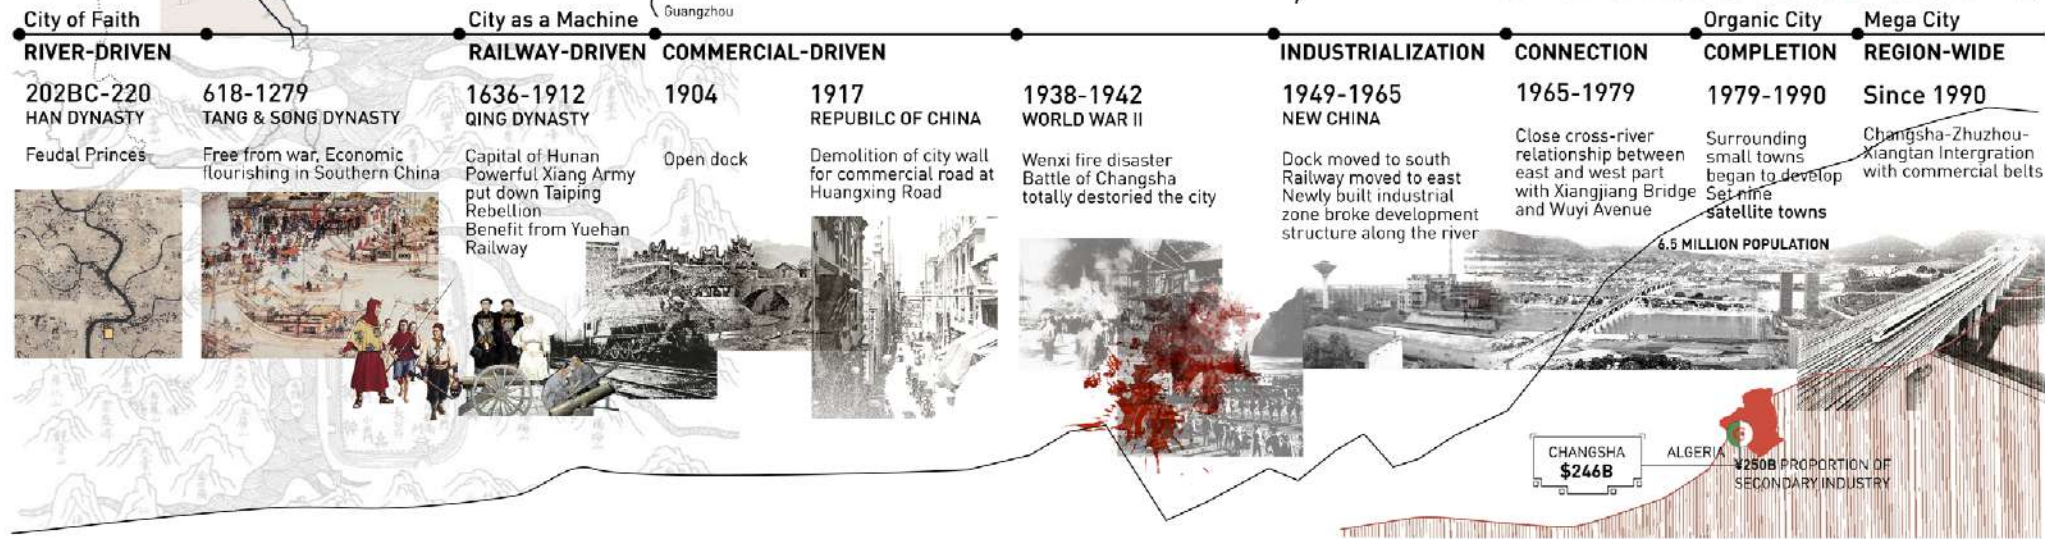 City of Faith
City as a Machine
Guangzhou
Organic City
Mega City
RIVER-DRIVEN
RAILWAY-DRIVEN
COMMERCIAL-DRIVEN
INDUSTRIALIZATION
CONNECTION
COMPLETION
REGION-WIDE
202BC-220
HAN DYNASTY
Feudal Princes
618-1279
TANG & SONG DYNASTY
Free from war, Economic
flourishing in Southern China
1636-1912
QING DYNASTY
Capital of Hunan
Powerful Xiang Army
put down Taiping
Rebellion
Benefit from Yuehan
Railway
1904
Open dock
1917
REPUBILC OF CHINA
Demolition of city wall
for commercial road at
Huangxing Road
1938-1942
WORLD WAR II
Wenxi fire disaster
Battle of Changsha
totally destoried the city
1949-1965
NEW CHINA
Dock moved to south
Railway moved to east
Newly built industrial
zone broke development
structure along the river
1965-1979
Close cross-river
relationship between
east and west part
with Xiangjiang Bridge
and Wuyi Avenue
1979-1990
Surrounding
small towns
began to develop
Set nine
satellite towns
Since 1990
Changsha-Zhuzhou-
Xiangtan Intergration
with commercial belts
6.5 MILLION POPULATION
CHANGSHA
$246B
ALGERIA
¥250B PROPORTION OF
SECONDARY INDUSTRY